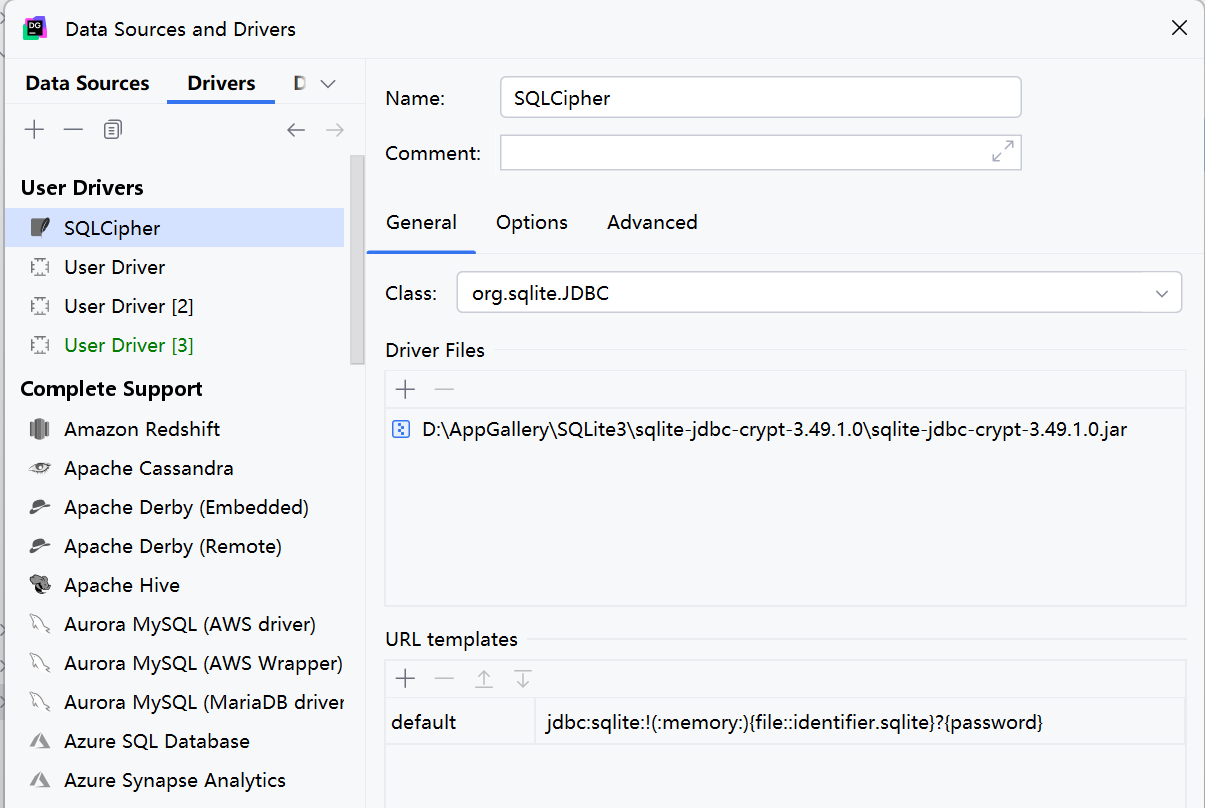 DG
Data Sources and Drivers
Data Sources Drivers D
User Drivers
SQLCipher
User Driver
User Driver [2]
User Driver [3]
Complete Support
Amazon Redshift
Apache Cassandra
Apache Derby (Embedded)
Apache Derby (Remote)
Apache Hive
Aurora MySQL (AWS driver)
Aurora MySQL (AWS Wrapper)
Aurora MySQL (MariaDB driver
Azure SQL Database
Azure Synapse Analytics
Name: SQLCipher
Comment:
General Options Advanced
Class: org.sqlite.JDBC
Driver Files
D:\AppGallery\SQLite3\sqlite-jdbc-crypt-3.49.1.0\sqlite-jdbc-crypt-3.49.1.0.jar
URL templates
default jdbc:sqlite:!(:memory:){file::identifier.sqlite}?{password}